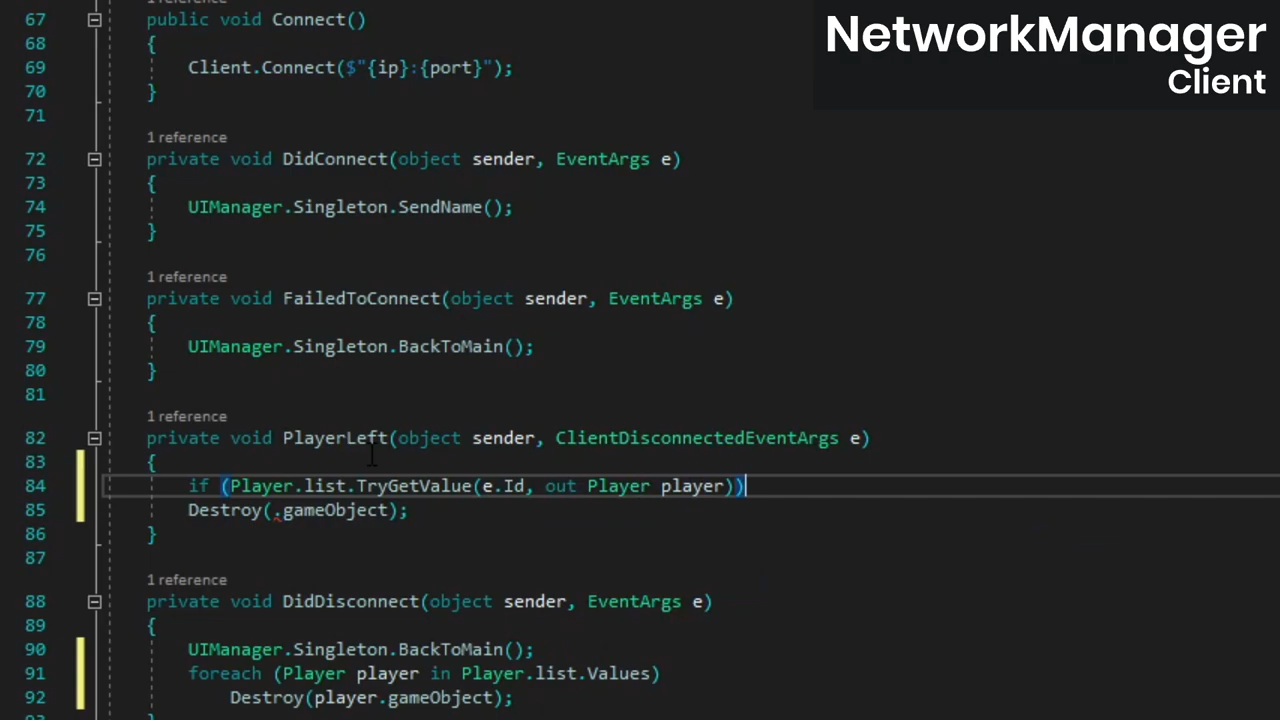 NetworkManager
Client
67 public void Connect()
68 {
69 Client.Connect($"{ip}:{port}");
70 }
71
1 reference
72 private void DidConnect(object sender, EventArgs e)
73 {
74 UIManager.Singleton.SendName();
75 }
76
1 reference
77 private void FailedToConnect(object sender, EventArgs e)
78 {
79 UIManager.Singleton.BackToMain();
80 }
81
1 reference
82 private void PlayerLeft(object sender, ClientDisconnectedEventArgs e)
83 {
84 if (Player.list.TryGetValue(e.Id, out Player player))
85 Destroy(.gameObject);
86 }
87
1 reference
88 private void DidDisconnect(object sender, EventArgs e)
89 {
90 UIManager.Singleton.BackToMain();
91 foreach (Player player in Player.list.Values)
92 Destroy(player.gameObject);